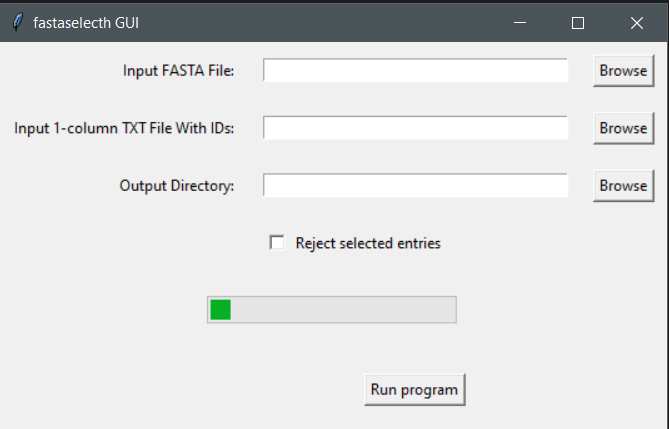 fastaselecth GUI
Input FASTA File: Browse
Input 1-column TXT File With IDs: Browse
Output Directory: Browse
Reject selected entries
Run program